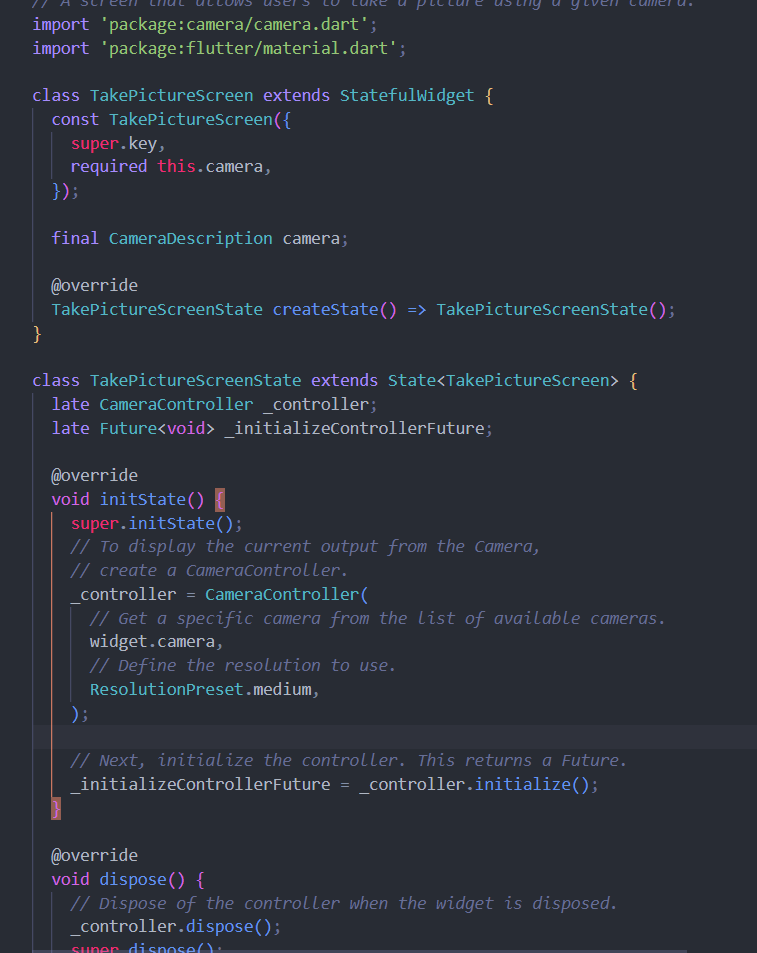 // A screen that allows users to take a picture using a given camera.
import 'package:camera/camera.dart';
import 'package:flutter/material.dart';

class TakePictureScreen extends StatefulWidget {
  const TakePictureScreen({
    super.key,
    required this.camera,
  });

  final CameraDescription camera;

  @override
  TakePictureScreenState createState() => TakePictureScreenState();
}

class TakePictureScreenState extends State<TakePictureScreen> {
  late CameraController _controller;
  late Future<void> _initializeControllerFuture;

  @override
  void initState() {
    super.initState();
    // To display the current output from the Camera,
    // create a CameraController.
    _controller = CameraController(
      // Get a specific camera from the list of available cameras.
      widget.camera,
      // Define the resolution to use.
      ResolutionPreset.medium,
    );

    // Next, initialize the controller. This returns a Future.
    _initializeControllerFuture = _controller.initialize();
  }

  @override
  void dispose() {
    // Dispose of the controller when the widget is disposed.
    _controller.dispose();
    super.dispose();